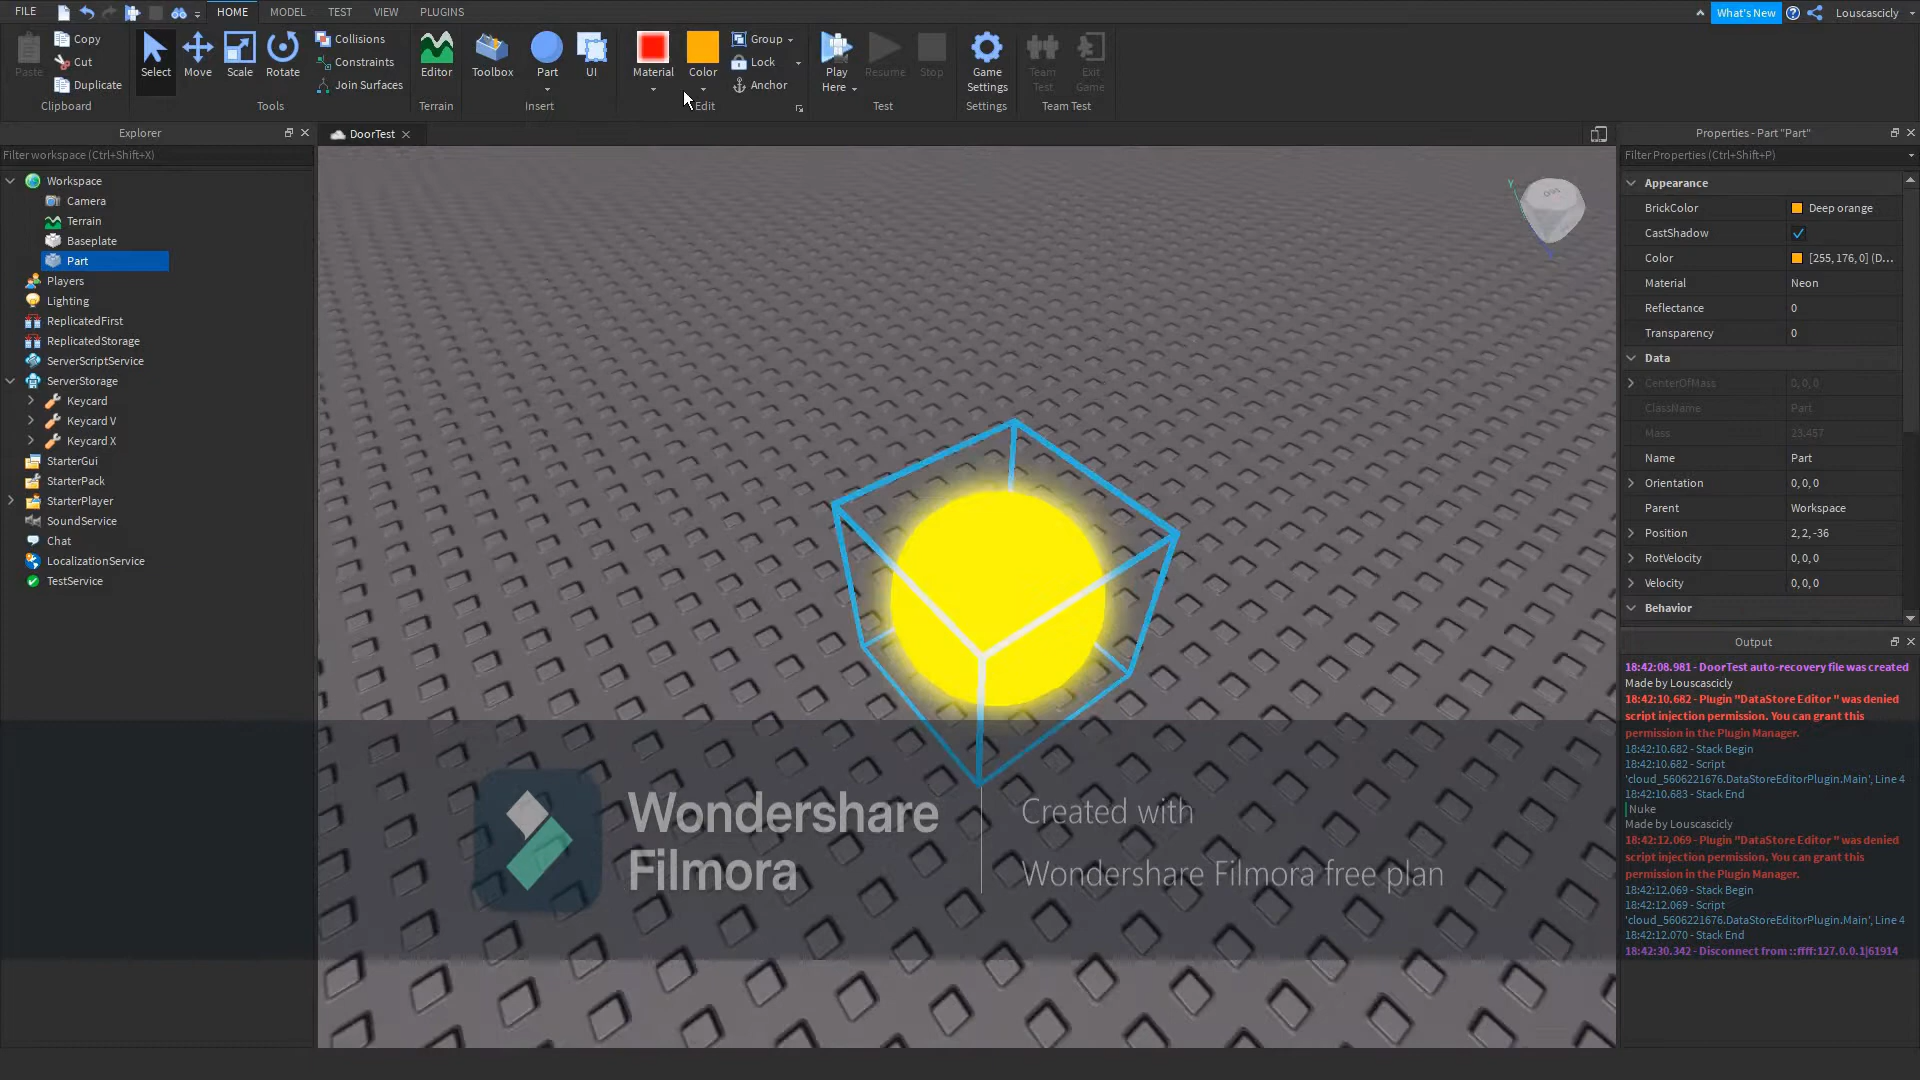 FILE HOME MODEL TEST VIEW PLUGINS What's New Louscascicly
Paste Copy Cut Duplicate Clipboard
Select Move Scale Rotate Collisions Constraints Join Surfaces Tools
Editor Terrain
Toolbox Part UI Insert
Material Color Group Lock Anchor Edit
Play Here Resume Stop Test
Game Settings Settings
Team Test Exit Game Team Test
Explorer
Filter workspace (Ctrl+Shift+X)
Workspace
Camera
Terrain
Baseplate
Part
Players
Lighting
ReplicatedFirst
ReplicatedStorage
ServerScriptService
ServerStorage
Keycard
Keycard V
Keycard X
StarterGui
StarterPack
StarterPlayer
SoundService
Chat
LocalizationService
TestService
DoorTest
Wondershare
Filmora
Created with
Wondershare Filmora free plan
Properties - Part "Part"
Filter Properties (Ctrl+Shift+P)
Appearance
BrickColor Deep orange
CastShadow
Color [255, 176, 0] (D...
Material Neon
Reflectance 0
Transparency 0
Data
CenterOfMass 0, 0, 0
ClassName Part
Mass 23.457
Name Part
Orientation 0, 0, 0
Parent Workspace
Position 2, 2, -36
RotVelocity 0, 0, 0
Velocity 0, 0, 0
Behavior
Output
18:42:08.981 - DoorTest auto-recovery file was created
Made by Louscascicly
18:42:10.682 - Plugin "DataStore Editor " was denied
script injection permission. You can grant this
permission in the Plugin Manager.
18:42:10.682 - Stack Begin
18:42:10.682 - Script
'cloud_5606221676.DataStoreEditorPlugin.Main', Line 4
18:42:10.683 - Stack End
Nuke
Made by Louscascicly
18:42:12.069 - Plugin "DataStore Editor " was denied
script injection permission. You can grant this
permission in the Plugin Manager.
18:42:12.069 - Stack Begin
18:42:12.069 - Script
'cloud_5606221676.DataStoreEditorPlugin.Main', Line 4
18:42:12.070 - Stack End
18:42:30.342 - Disconnect from ::ffff:127.0.0.1|61914